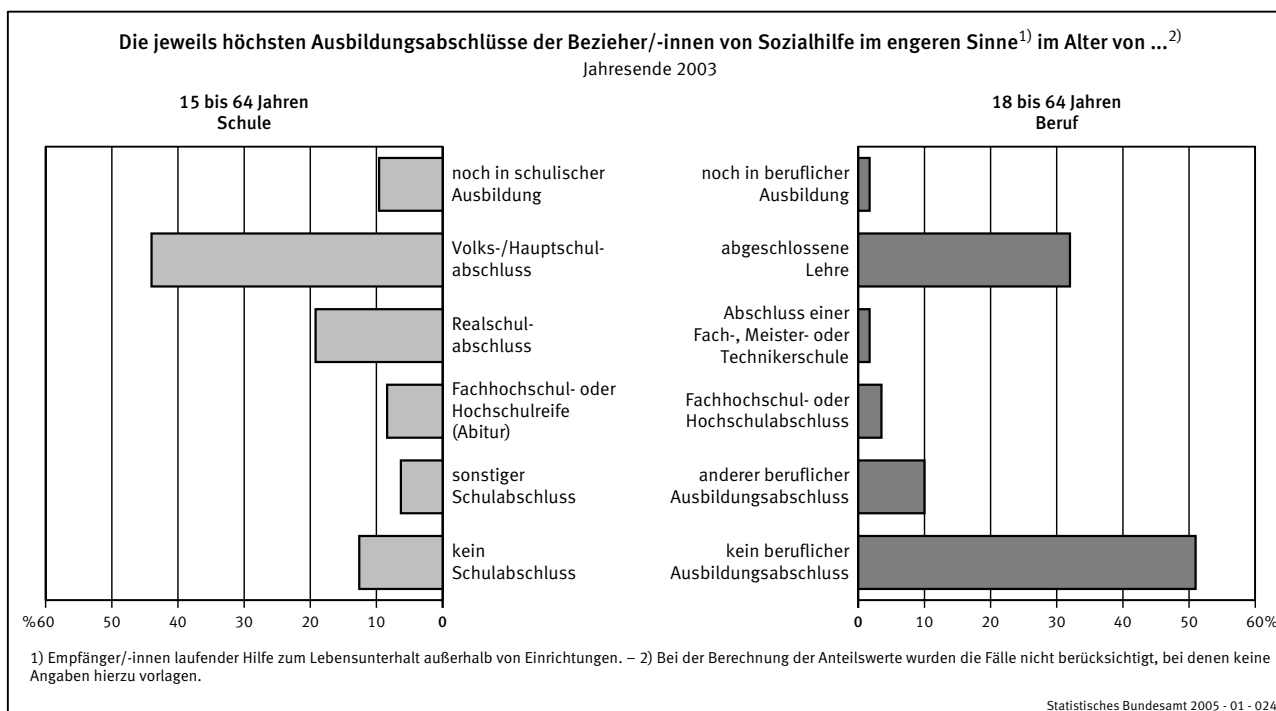 Die jeweils höchsten Ausbildungsabschlüsse der Bezieher/-innen von Sozialhilfe im engeren Sinne1) im Alter von ...2)
Jahresende 2003
15 bis 64 Jahren
Schule
18 bis 64 Jahren
Beruf
noch in schulischer
Ausbildung
Volks-/Hauptschul-
abschluss
Realschul-
abschluss
Fachhochschul- oder
Hochschulreife
(Abitur)
sonstiger
Schulabschluss
kein
Schulabschluss
noch in beruflicher
Ausbildung
abgeschlossene
Lehre
Abschluss einer
Fach-, Meister- oder
Technikerschule
Fachhochschul- oder
Hochschulabschluss
anderer beruflicher
Ausbildungsabschluss
kein beruflicher
Ausbildungsabschluss
%60 50 40 30 20 10 0
0 10 20 30 40 50 60%
1) Empfänger/-innen laufender Hilfe zum Lebensunterhalt außerhalb von Einrichtungen. – 2) Bei der Berechnung der Anteilswerte wurden die Fälle nicht berücksichtigt, bei denen keine
Angaben hierzu vorlagen.
Statistisches Bundesamt 2005 - 01 - 024